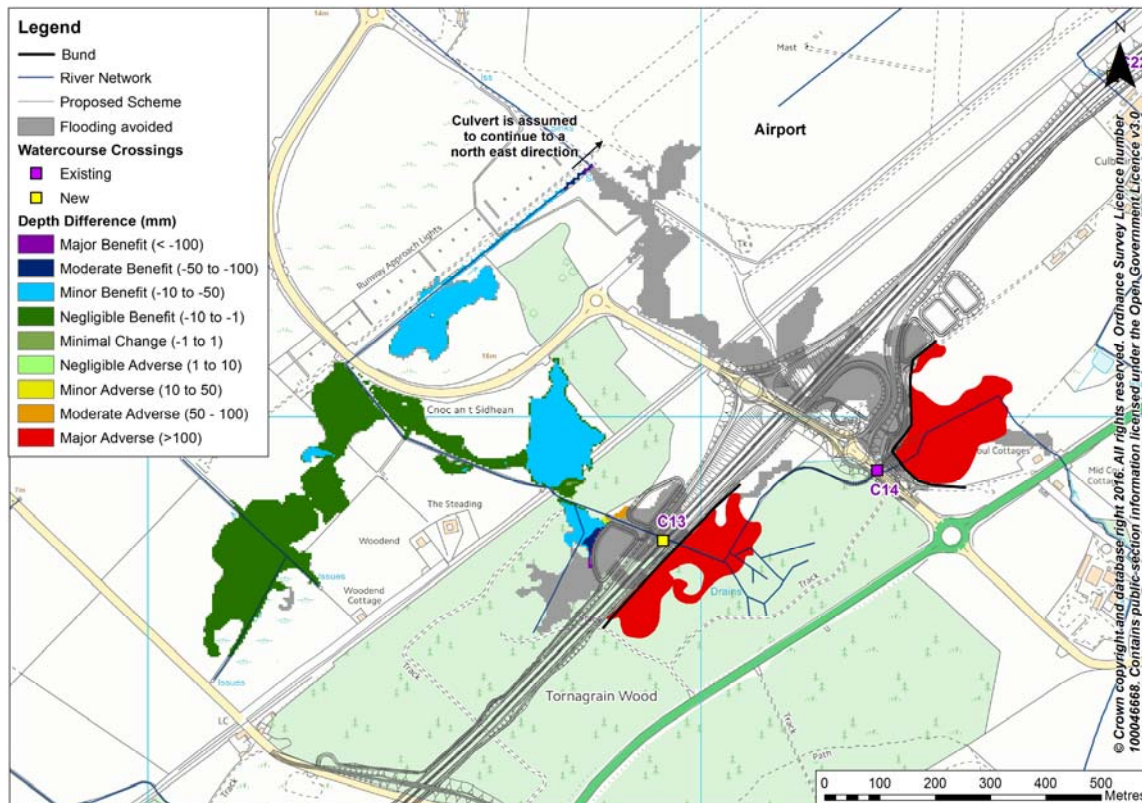 Legend
Bund
River Network
Proposed Scheme
Flooding avoided
Watercourse Crossings
Existing
New
Depth Difference (mm)
Major Benefit (< -100)
Moderate Benefit (-50 to -100)
Minor Benefit (-10 to -50)
Negligible Benefit (-10 to -1)
Minimal Change (-1 to 1)
Negligible Adverse (1 to 10)
Minor Adverse (10 to 50)
Moderate Adverse (50 - 100)
Major Adverse (>100)
14m
Mast
N
Culvert is assumed
to continue to a
north east direction
Airport
Runway Approach Lights
16m
Cnoc an t Sidhean
The Steading
Woodend
Woodend
Cottage
Issues
Issues
7m
LC
Track
Track
C13
C14
Drains
Track
Tornagrain Wood
Track
Track
Path
Mid
Cottage
0 100 200 300 400 500
Metres
© Crown copyright and database right 2016. All rights reserved. Ordnance Survey Licence number
100046668. Contains public sector information licensed under the Open Government Licence v3.0